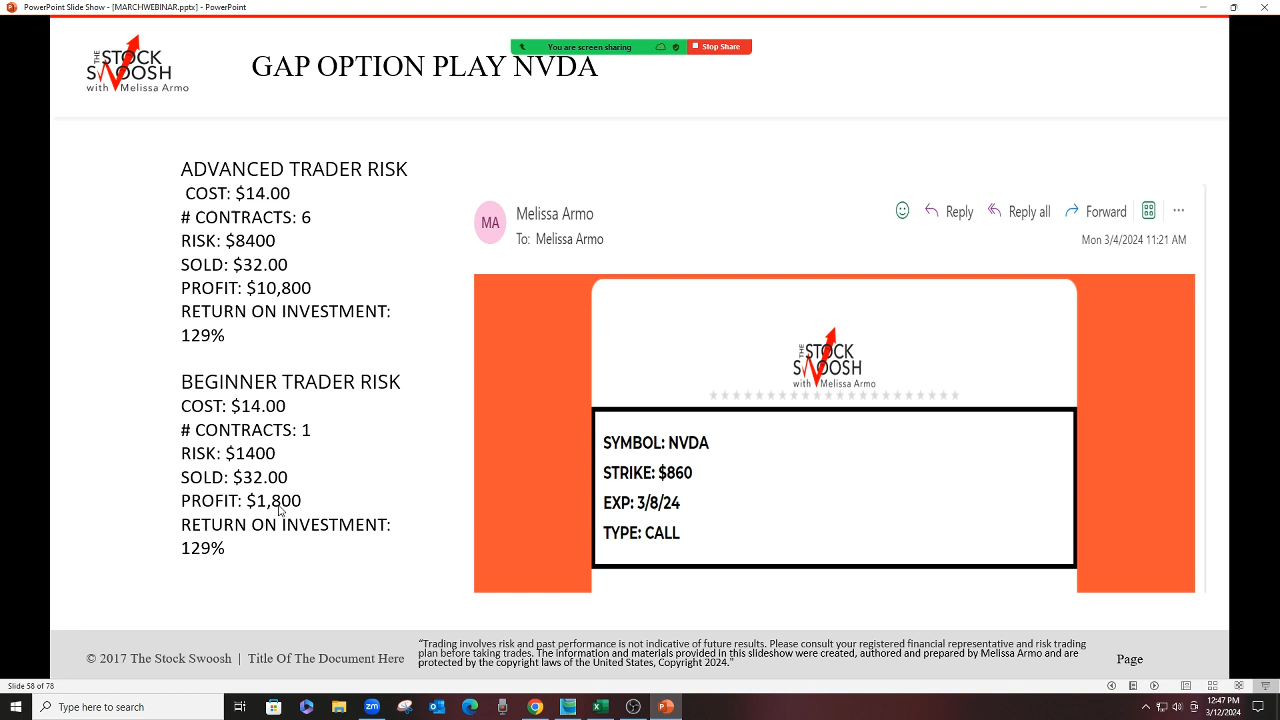 PowerPoint Slide Show - [MARCHWEBINAR.pptx] - PowerPoint
You are screen sharing
Stop Share
THE STOCK SWOOSH
with Melissa Armo
GAP OPTION PLAY NVDA
ADVANCED TRADER RISK
COST: $14.00
# CONTRACTS: 6
RISK: $8400
SOLD: $32.00
PROFIT: $10,800
RETURN ON INVESTMENT:
129%
BEGINNER TRADER RISK
COST: $14.00
# CONTRACTS: 1
RISK: $1400
SOLD: $32.00
PROFIT: $1,800
RETURN ON INVESTMENT:
129%
MA
Melissa Armo
To: Melissa Armo
Reply
Reply all
Forward
Mon 3/4/2024 11:21 AM
THE STOCK SWOOSH
with Melissa Armo
SYMBOL: NVDA
STRIKE: $860
EXP: 3/8/24
TYPE: CALL
© 2017 The Stock Swoosh | Title Of The Document Here
"Trading involves risk and past performance is not indicative of future results. Please consult your registered financial representative and risk trading
plan before taking trades. The information and materials provided in this slideshow were created, authored and prepared by Melissa Armo and are
protected by the copyright laws of the United States, Copyright 2024."
Page
Slide 58 of 78
Type here to search
12:47 PM
3/12/2024